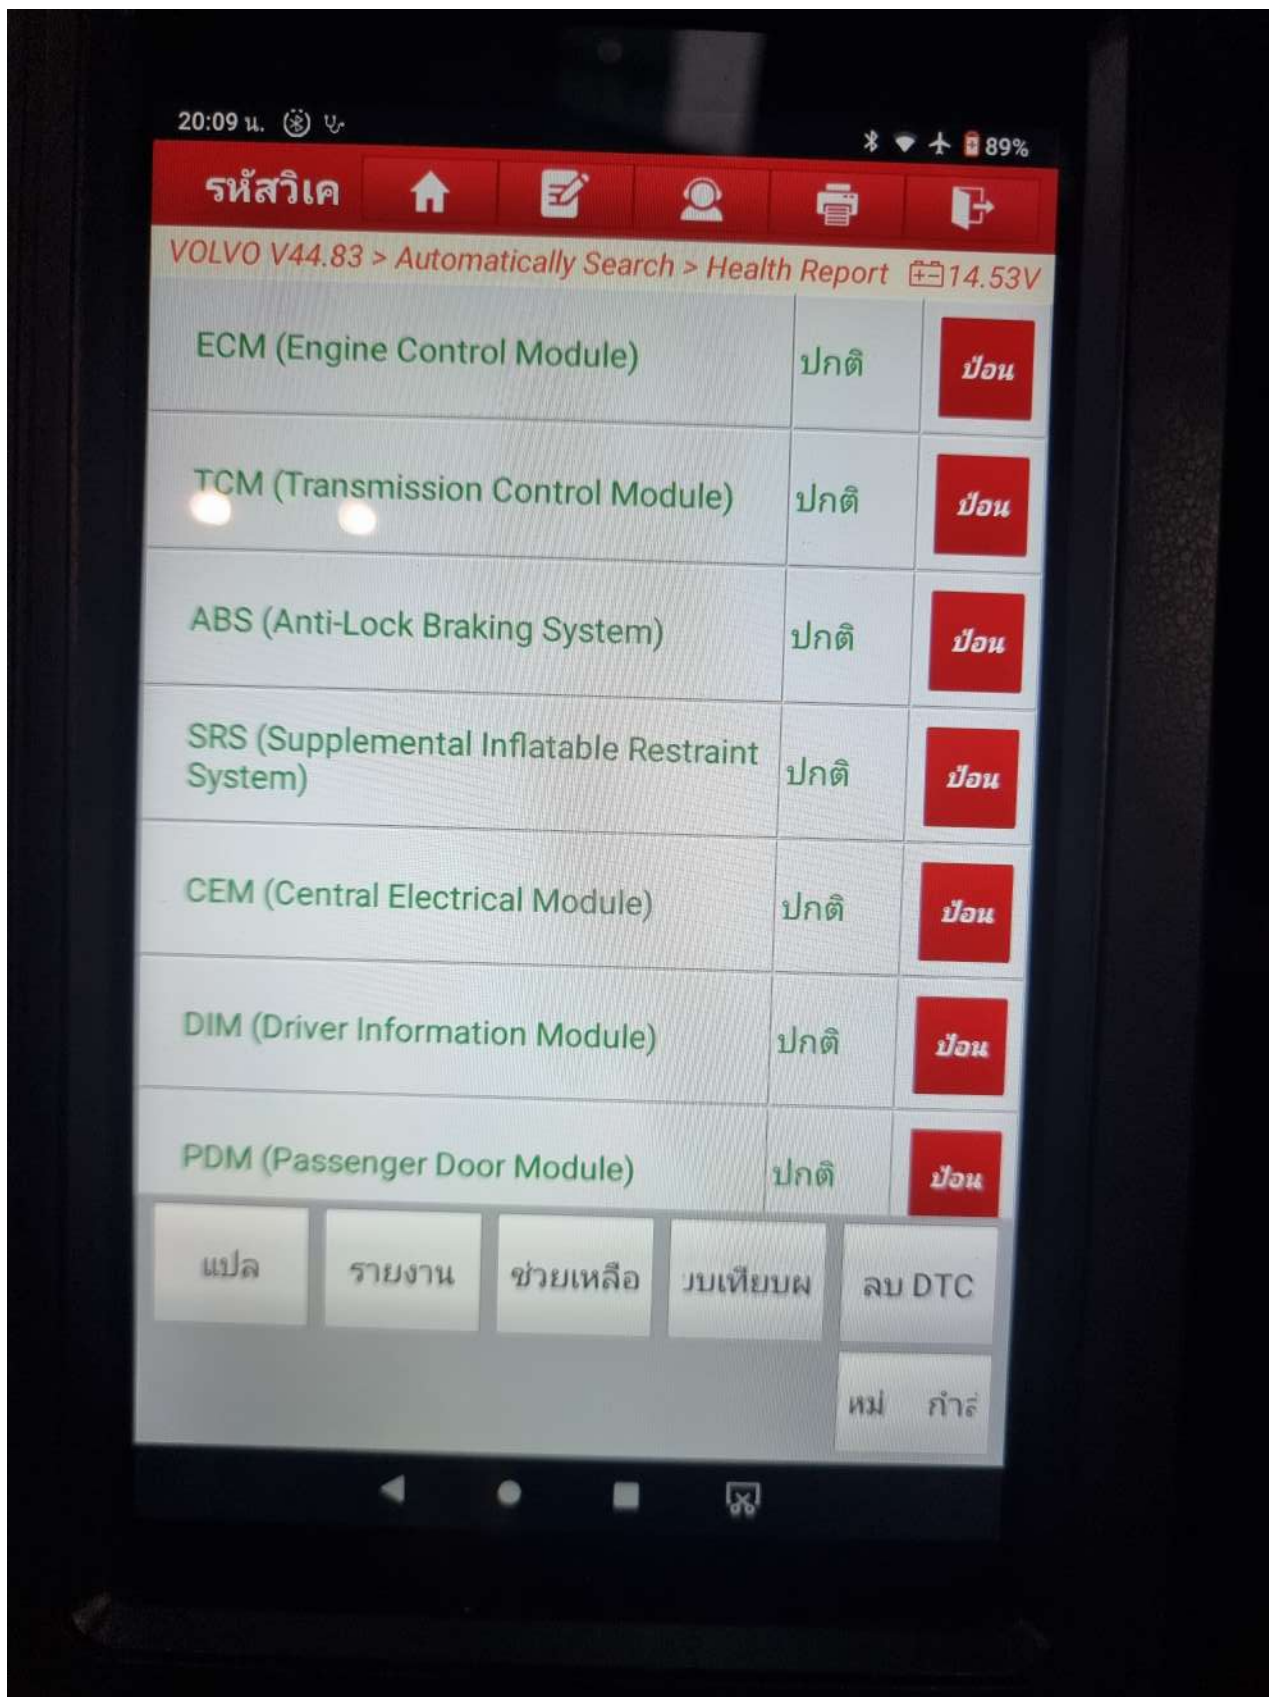 20:09 น. 89%
รหัสวิเค
VOLVO V44.83 > Automatically Search > Health Report 14.53V
ECM (Engine Control Module) ปกติ ป้อน
TCM (Transmission Control Module) ปกติ ป้อน
ABS (Anti-Lock Braking System) ปกติ ป้อน
SRS (Supplemental Inflatable Restraint
System) ปกติ ป้อน
CEM (Central Electrical Module) ปกติ ป้อน
DIM (Driver Information Module) ปกติ ป้อน
PDM (Passenger Door Module) ปกติ ป้อน
แปล รายงาน ช่วยเหลือ ลบ DTC